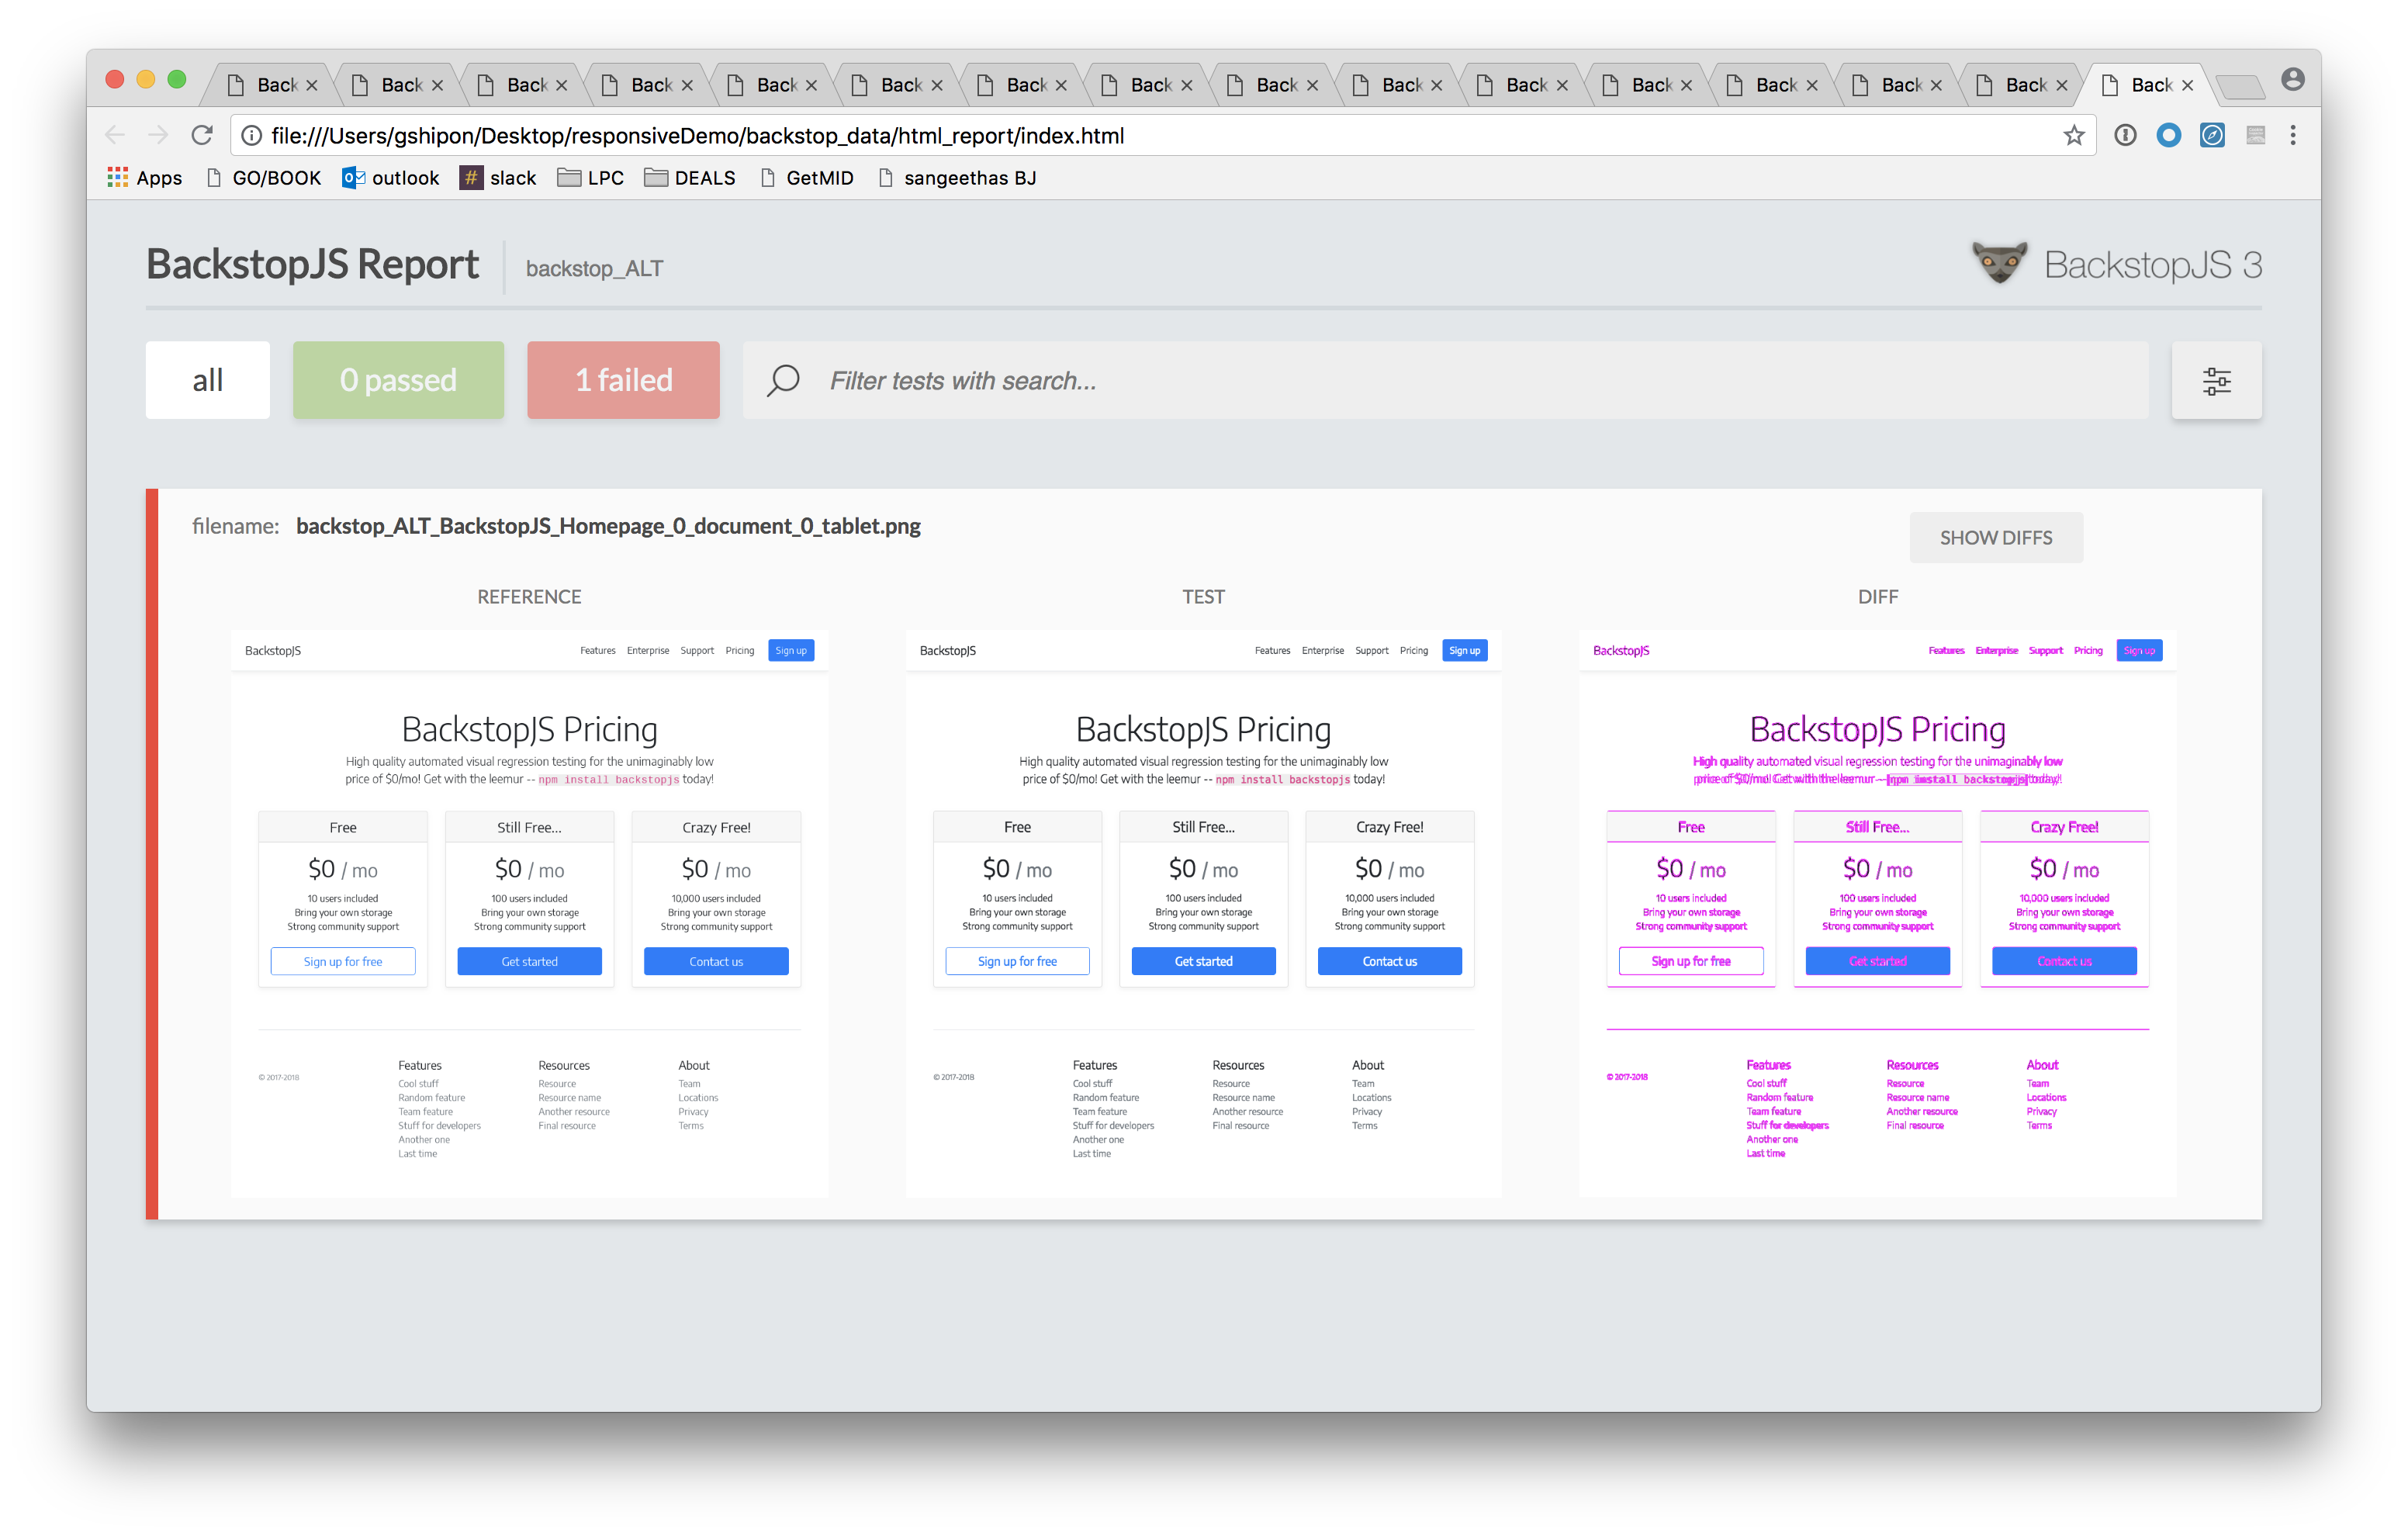 Back Back Back Back Back Back Back Back Back Back Back Back Back Back Back Back
file:///Users/gshipon/Desktop/responsiveDemo/backstop_data/html_report/index.html
Apps GO/BOOK outlook slack LPC DEALS GetMID sangeethas BJ
BackstopJS Report backstop_ALT BackstopJS 3
all 0 passed 1 failed Filter tests with search...
filename: backstop_ALT_BackstopJS_Homepage_0_document_0_tablet.png SHOW DIFFS
REFERENCE
BackstopJS Features Enterprise Support Pricing Sign up
BackstopJS Pricing
High quality automated visual regression testing for the unimaginably low
price of $0/mo! Get with the leemur -- npm install backstopjs today!
Free Still Free... Crazy Free!
$0 / mo $0 / mo $0 / mo
10 users included 100 users included 10,000 users included
Bring your own storage Bring your own storage Bring your own storage
Strong community support Strong community support Strong community support
Sign up for free Get started Contact us
Features Resources About
© 2017-2018 Cool stuff Resource Team
Random feature Resource name Locations
Team feature Another resource Privacy
Stuff for developers Final resource Terms
Another one
Last time
TEST
BackstopJS Features Enterprise Support Pricing Sign up
BackstopJS Pricing
High quality automated visual regression testing for the unimaginably low
price of $0/mo! Get with the leemur -- npm install backstopjs today!
Free Still Free... Crazy Free!
$0 / mo $0 / mo $0 / mo
10 users included 100 users included 10,000 users included
Bring your own storage Bring your own storage Bring your own storage
Strong community support Strong community support Strong community support
Sign up for free Get started Contact us
Features Resources About
© 2017-2018 Cool stuff Resource Team
Random feature Resource name Locations
Team feature Another resource Privacy
Stuff for developers Final resource Terms
Another one
Last time
DIFF
BackstopJS Features Enterprise Support Pricing Sign up
BackstopJS Pricing
High quality automated visual regression testing for the unimaginably low
price of $0/mo! Get with the leemur -- npm install backstopjs today!
Free Still Free... Crazy Free!
$0 / mo $0 / mo $0 / mo
10 users included 100 users included 10,000 users included
Bring your own storage Bring your own storage Bring your own storage
Strong community support Strong community support Strong community support
Sign up for free Get started Contact us
Features Resources About
© 2017-2018 Cool stuff Resource Team
Random feature Resource name Locations
Team feature Another resource Privacy
Stuff for developers Final resource Terms
Another one
Last time